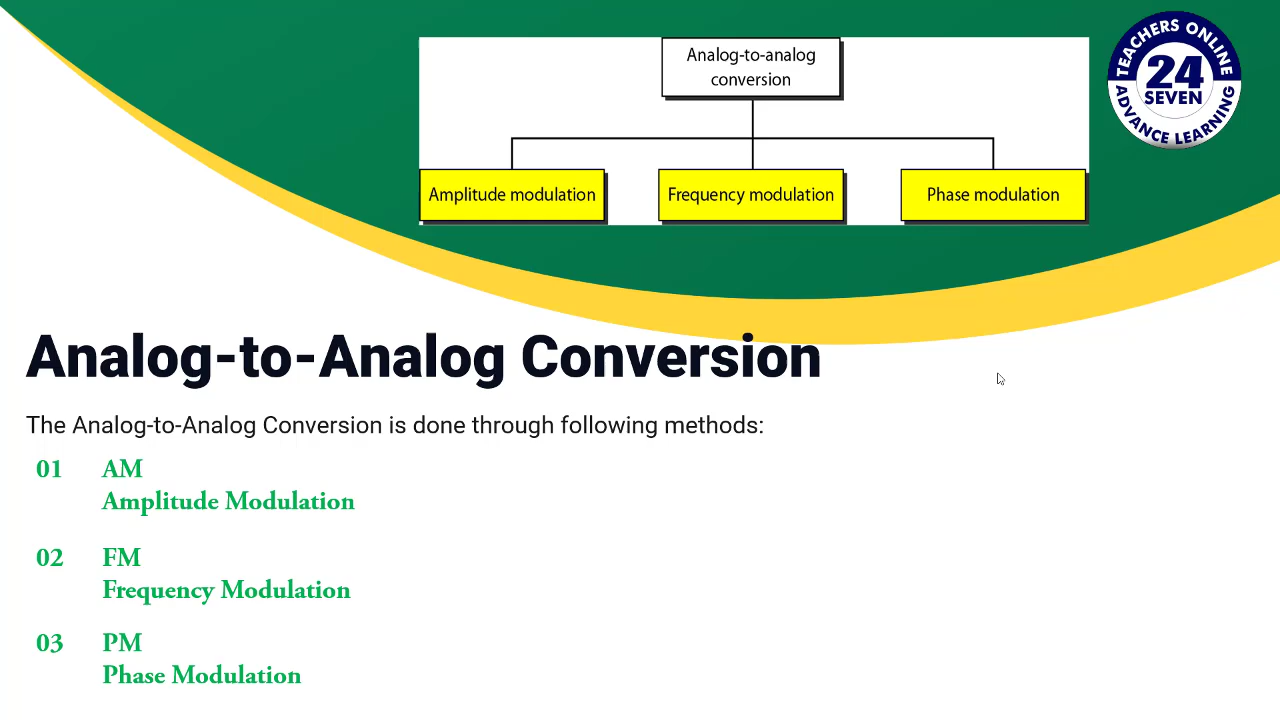 Analog-to-analog
conversion
Amplitude modulation
Frequency modulation
Phase modulation
TEACHERS ONLINE
24
SEVEN
ADVANCE LEARNING
Analog-to-Analog Conversion
The Analog-to-Analog Conversion is done through following methods:
01 AM
Amplitude Modulation
02 FM
Frequency Modulation
03 PM
Phase Modulation